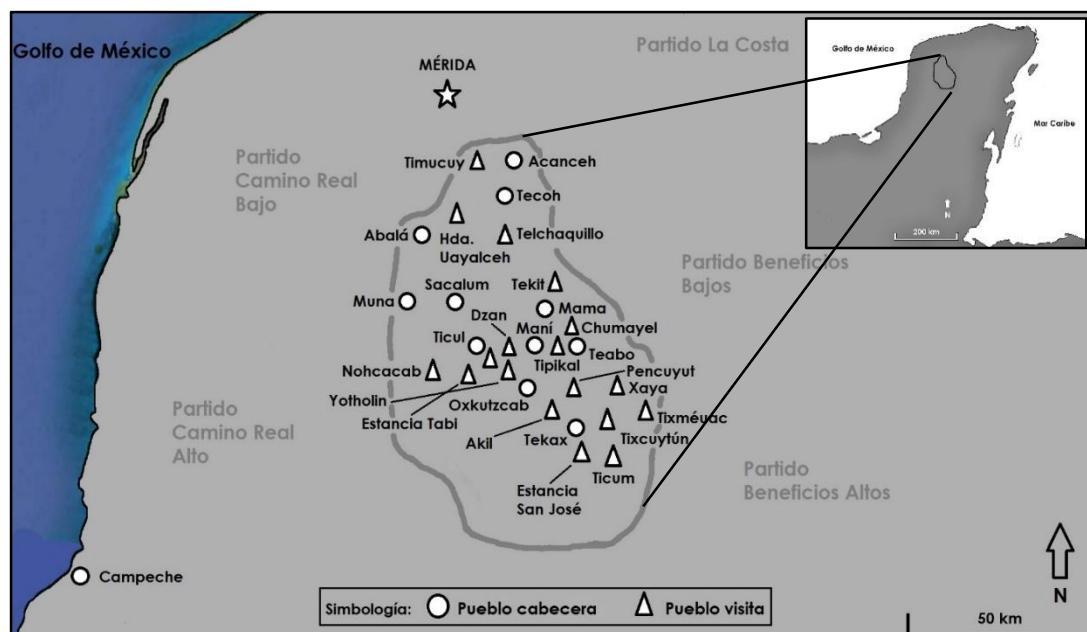 Golfo de México
Partido La Costa
MÉRIDA
Golfo de México
Mar Caribe
N
200 km
Partido
Camino Real
Bajo
Timucuy
Acanceh
Tecoh
Abalá
Hda.
Uayalceh
Telchaquillo
Partido Beneficios
Bajos
Tekit
Muna
Sacalum
Mama
Dzan
Chumayel
Ticul
Maní
Tipikal
Teabo
Nohcacab
Pencuyut
Xaya
Yotholin
Oxkutzcab
Estancia Tabi
Tixméuac
Partido
Camino Real
Alto
Akil
Tekax
Tixcuytún
Ticum
Estancia
San José
Partido
Beneficios Altos
Campeche
Simbología:
Pueblo cabecera
Pueblo visita
N
50 km